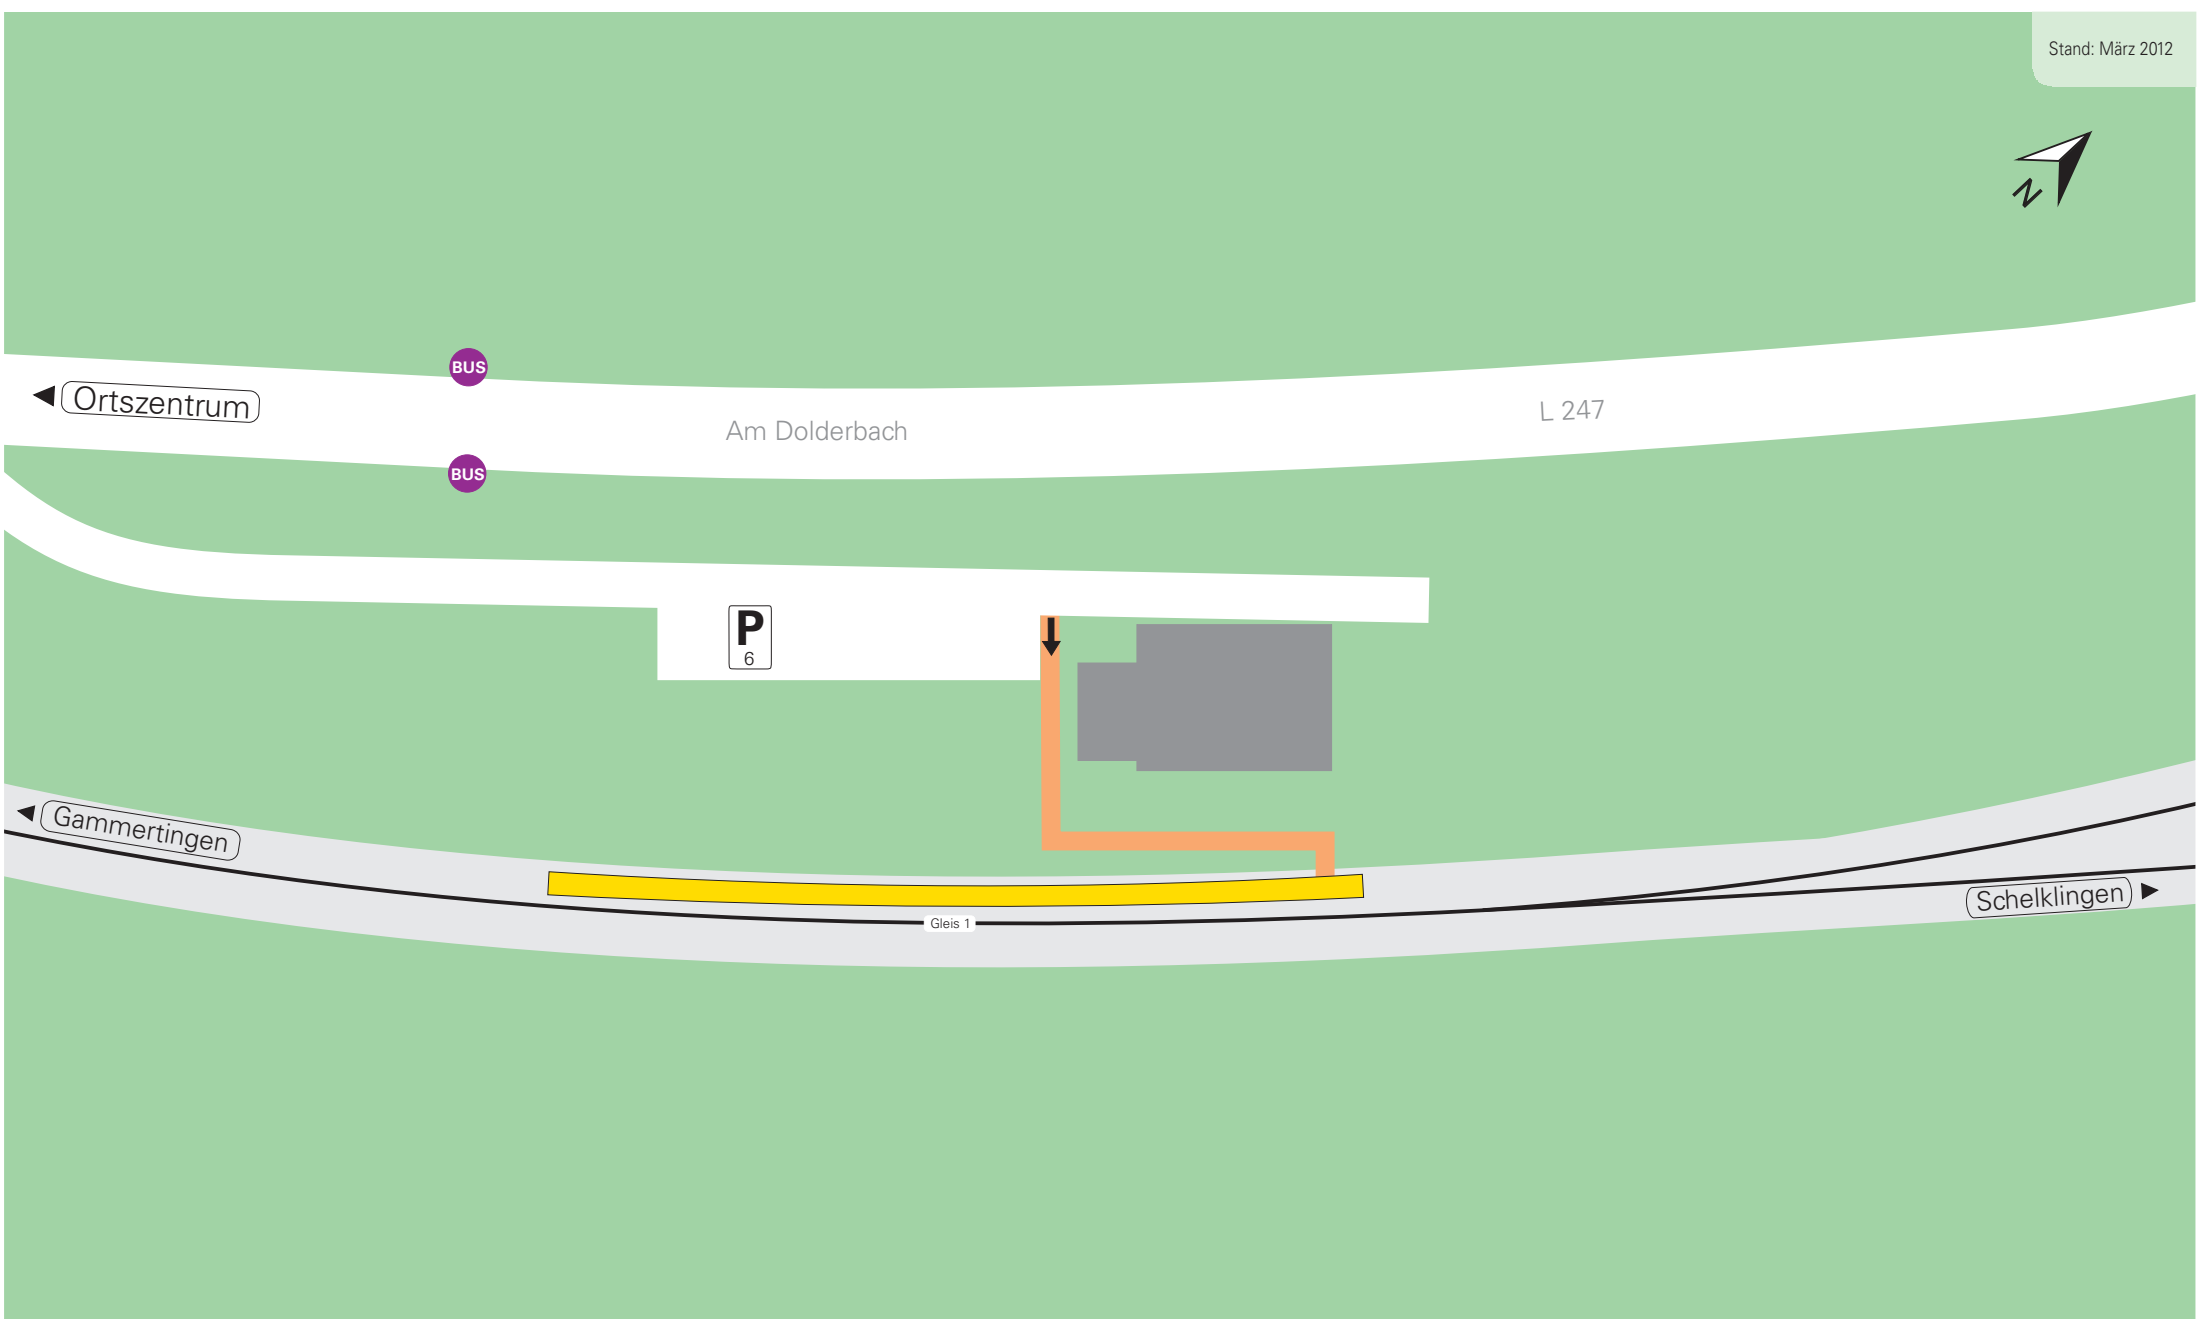 Stand: März 2012
N
BUS
Ortszentrum
Am Dolderbach
L 247
BUS
P
6
Gammertingen
Schelklingen
Gleis 1